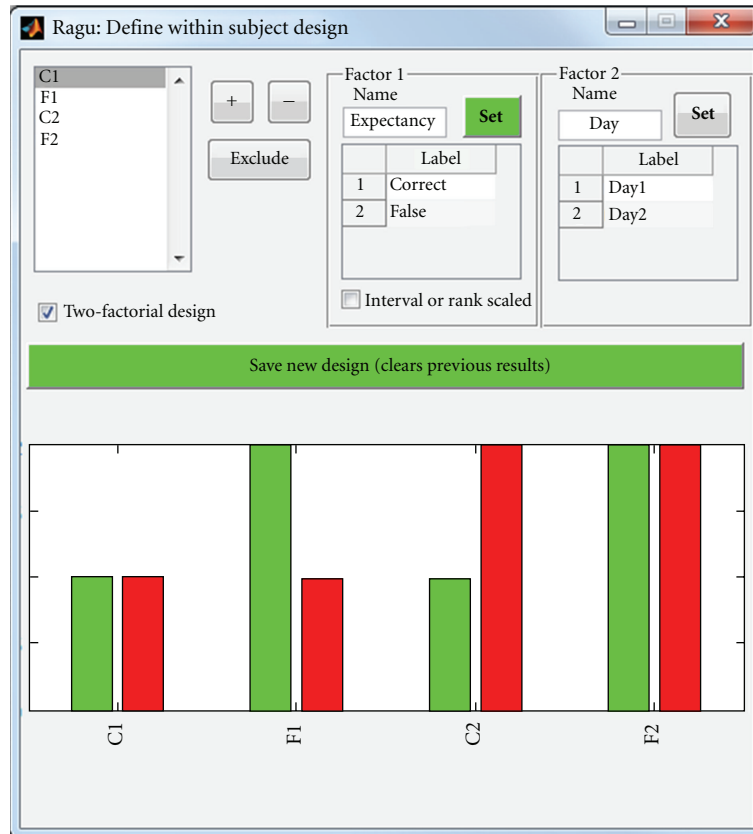 Ragu: Define within subject design
C1
F1
C2
F2
+ −
Exclude
Two-factorial design
Factor 1
Name
Expectancy Set
Label
1 Correct
2 False
Interval or rank scaled
Factor 2
Name
Day Set
Label
1 Day1
2 Day2
Save new design (clears previous results)
C1 F1 C2 F2